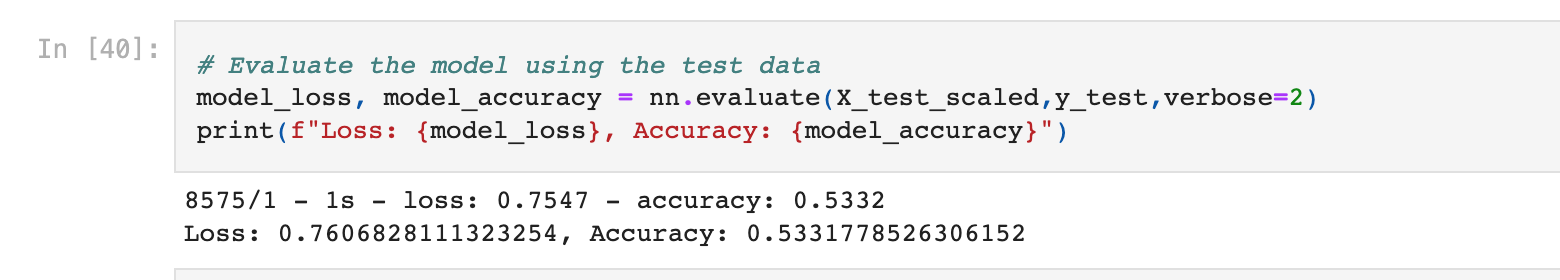 In [40]:
# Evaluate the model using the test data
model_loss, model_accuracy = nn.evaluate(X_test_scaled,y_test,verbose=2)
print(f"Loss: {model_loss}, Accuracy: {model_accuracy}")
8575/1 - 1s - loss: 0.7547 - accuracy: 0.5332
Loss: 0.7606828111323254, Accuracy: 0.5331778526306152